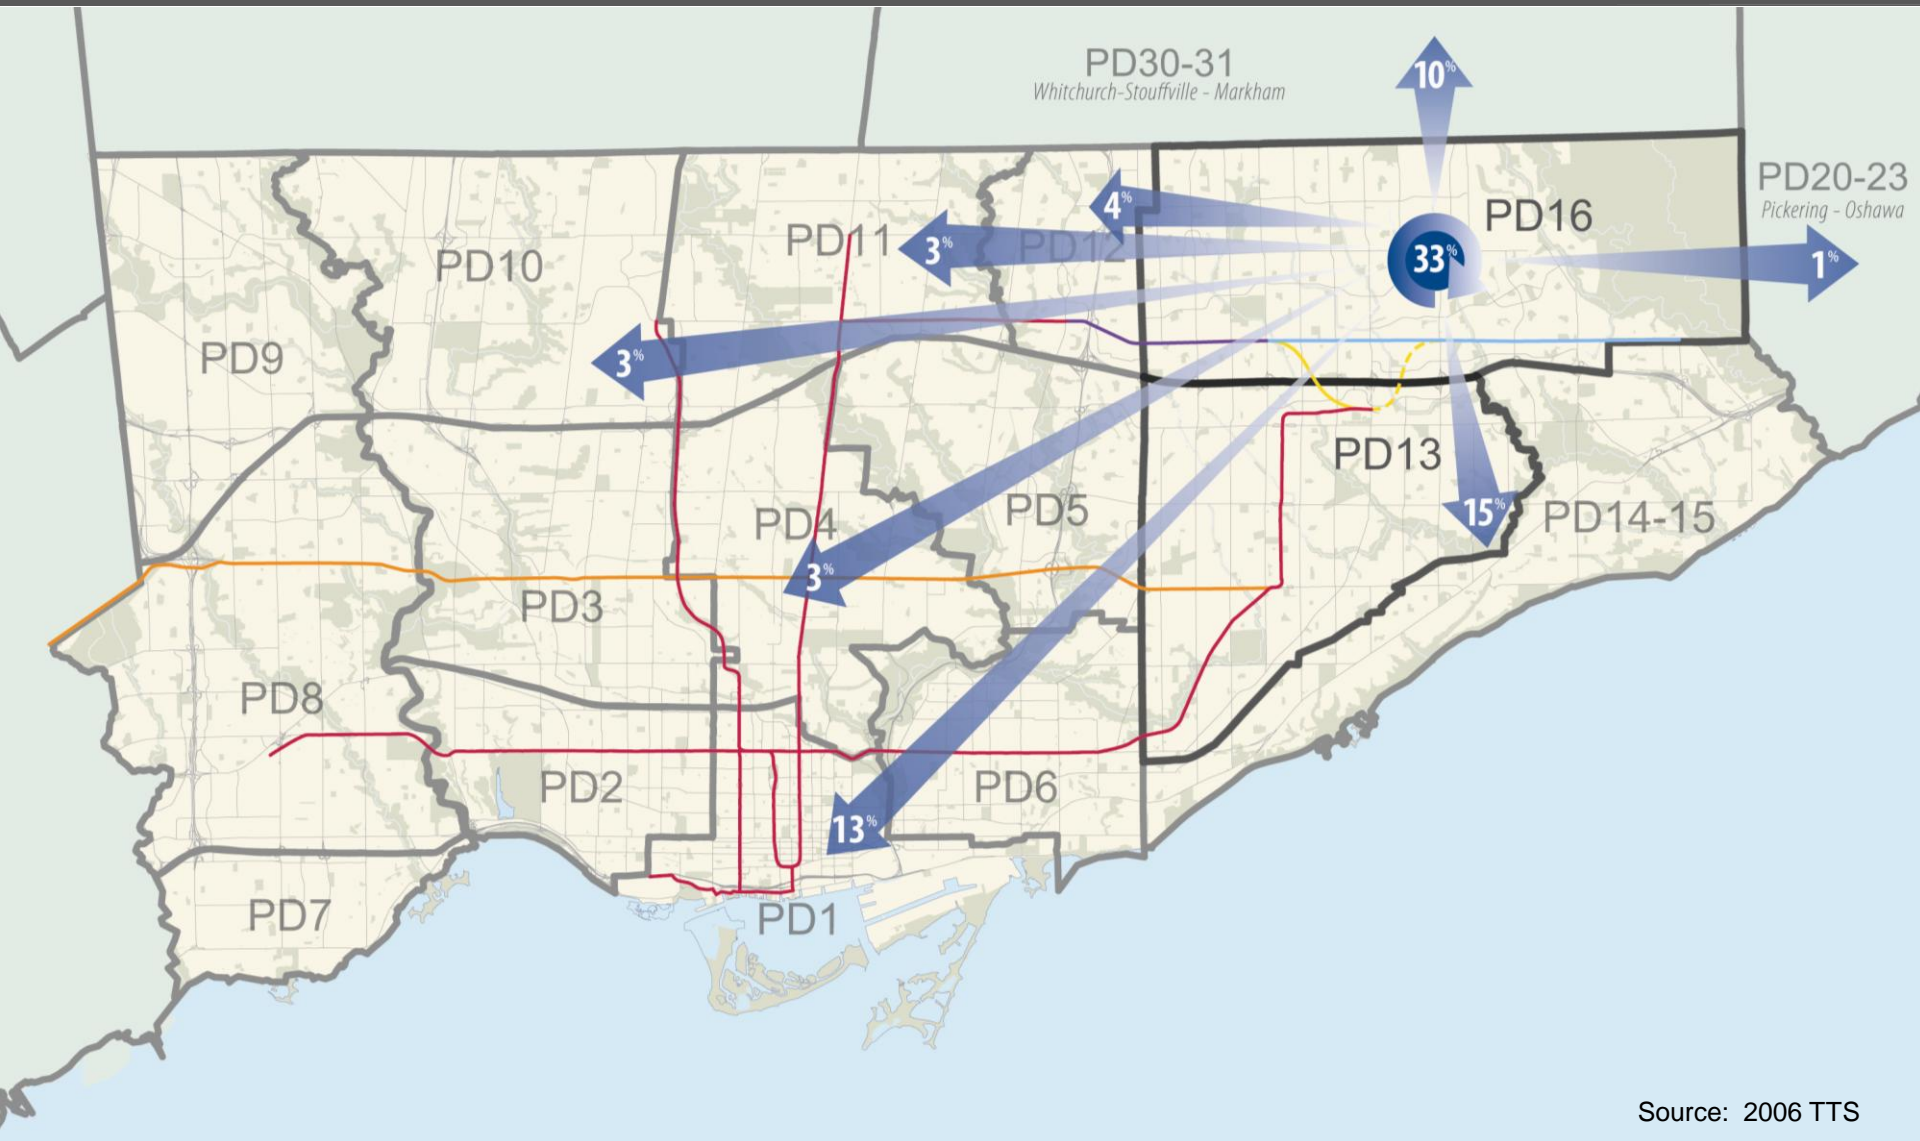 PD30-31
Whitchurch-Stouffville - Markham
10%
PD20-23
Pickering - Oshawa
4%
PD16
PD11
3%
PD12
33%
1%
PD10
PD9
3%
PD13
PD5
PD4
15%
PD14-15
3%
PD3
PD8
PD2
PD6
13%
PD7
PD1
Source: 2006 TTS